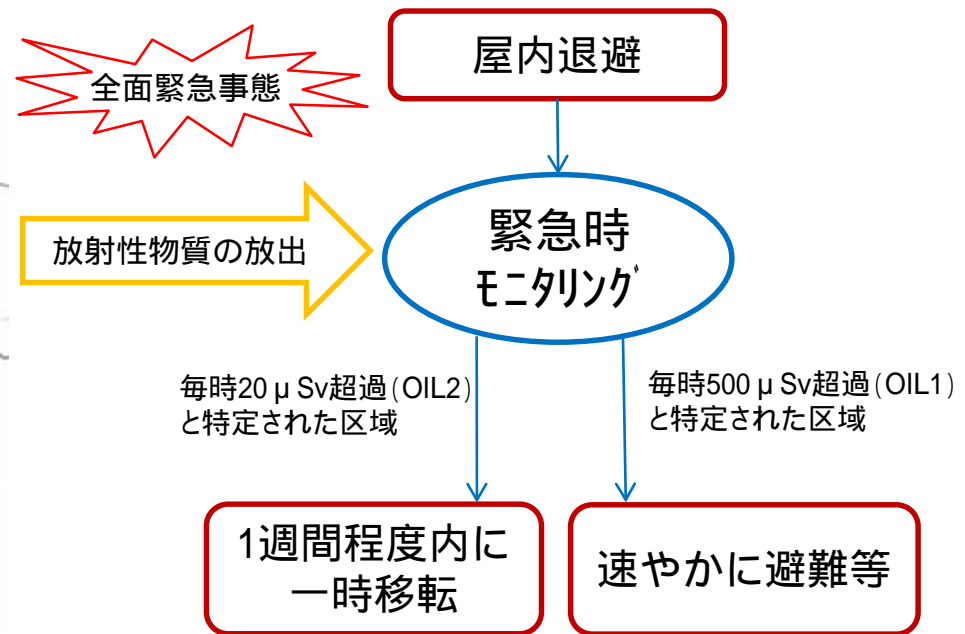 屋内退避
全面緊急事態
放射性物質の放出
緊急時
ﾓﾆﾀﾘﾝｸﾞ
毎時20μSv超過(OIL2)
と特定された区域
毎時500μSv超過(OIL1)
と特定された区域
1週間程度内に
一時移転
速やかに避難等